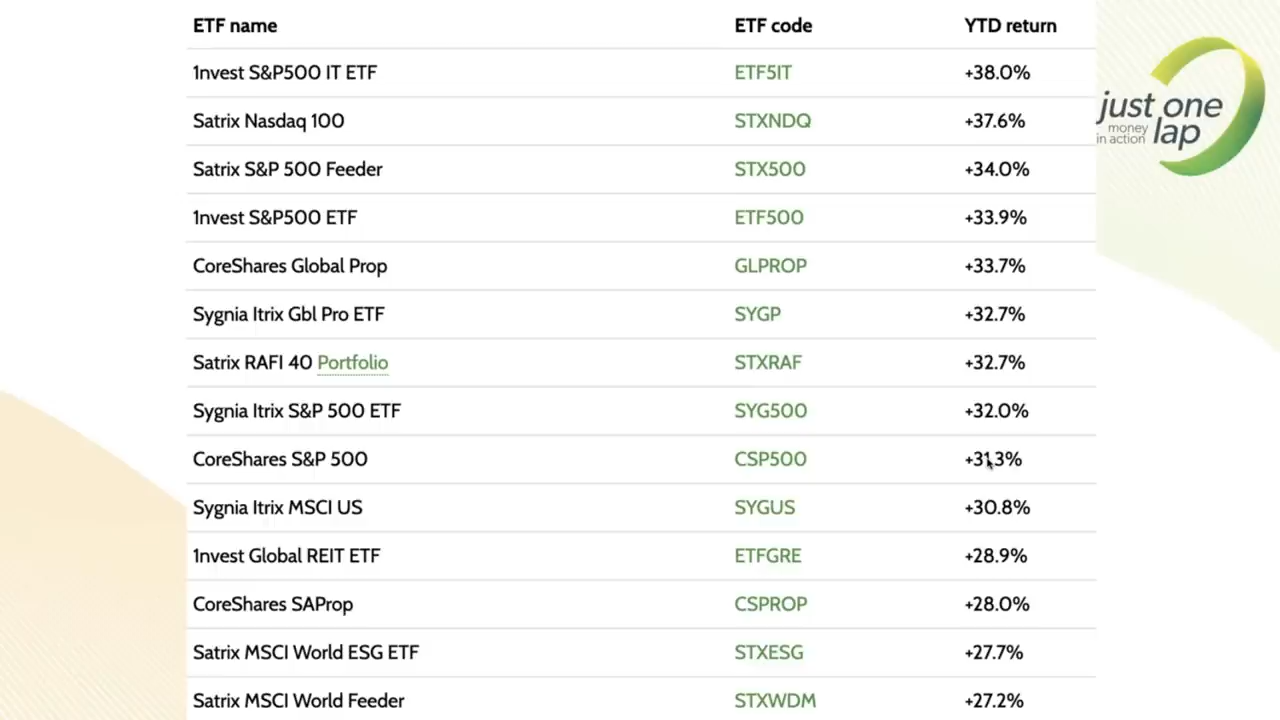 ETF name ETF code YTD return
1nvest S&P500 IT ETF ETF5IT +38.0%
Satrix Nasdaq 100 STXNDQ +37.6%
Satrix S&P 500 Feeder STX500 +34.0%
1nvest S&P500 ETF ETF500 +33.9%
CoreShares Global Prop GLPROP +33.7%
Sygnia Itrix Gbl Pro ETF SYGP +32.7%
Satrix RAFI 40 Portfolio STXRAF +32.7%
Sygnia Itrix S&P 500 ETF SYG500 +32.0%
CoreShares S&P 500 CSP500 +31.3%
Sygnia Itrix MSCI US SYGUS +30.8%
1nvest Global REIT ETF ETFGRE +28.9%
CoreShares SAProp CSPROP +28.0%
Satrix MSCI World ESG ETF STXESG +27.7%
Satrix MSCI World Feeder STXWDM +27.2%
just one
money
in action lap